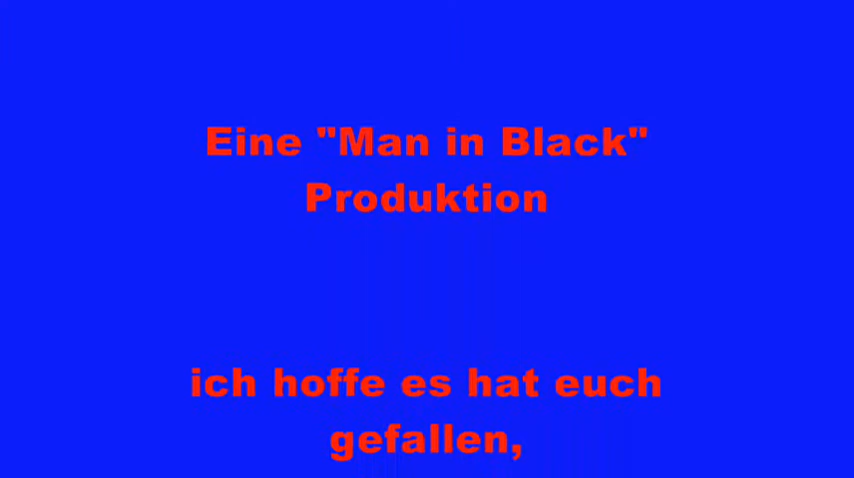 Eine "Man in Black"
Produktion
ich hoffe es hat euch
gefallen,